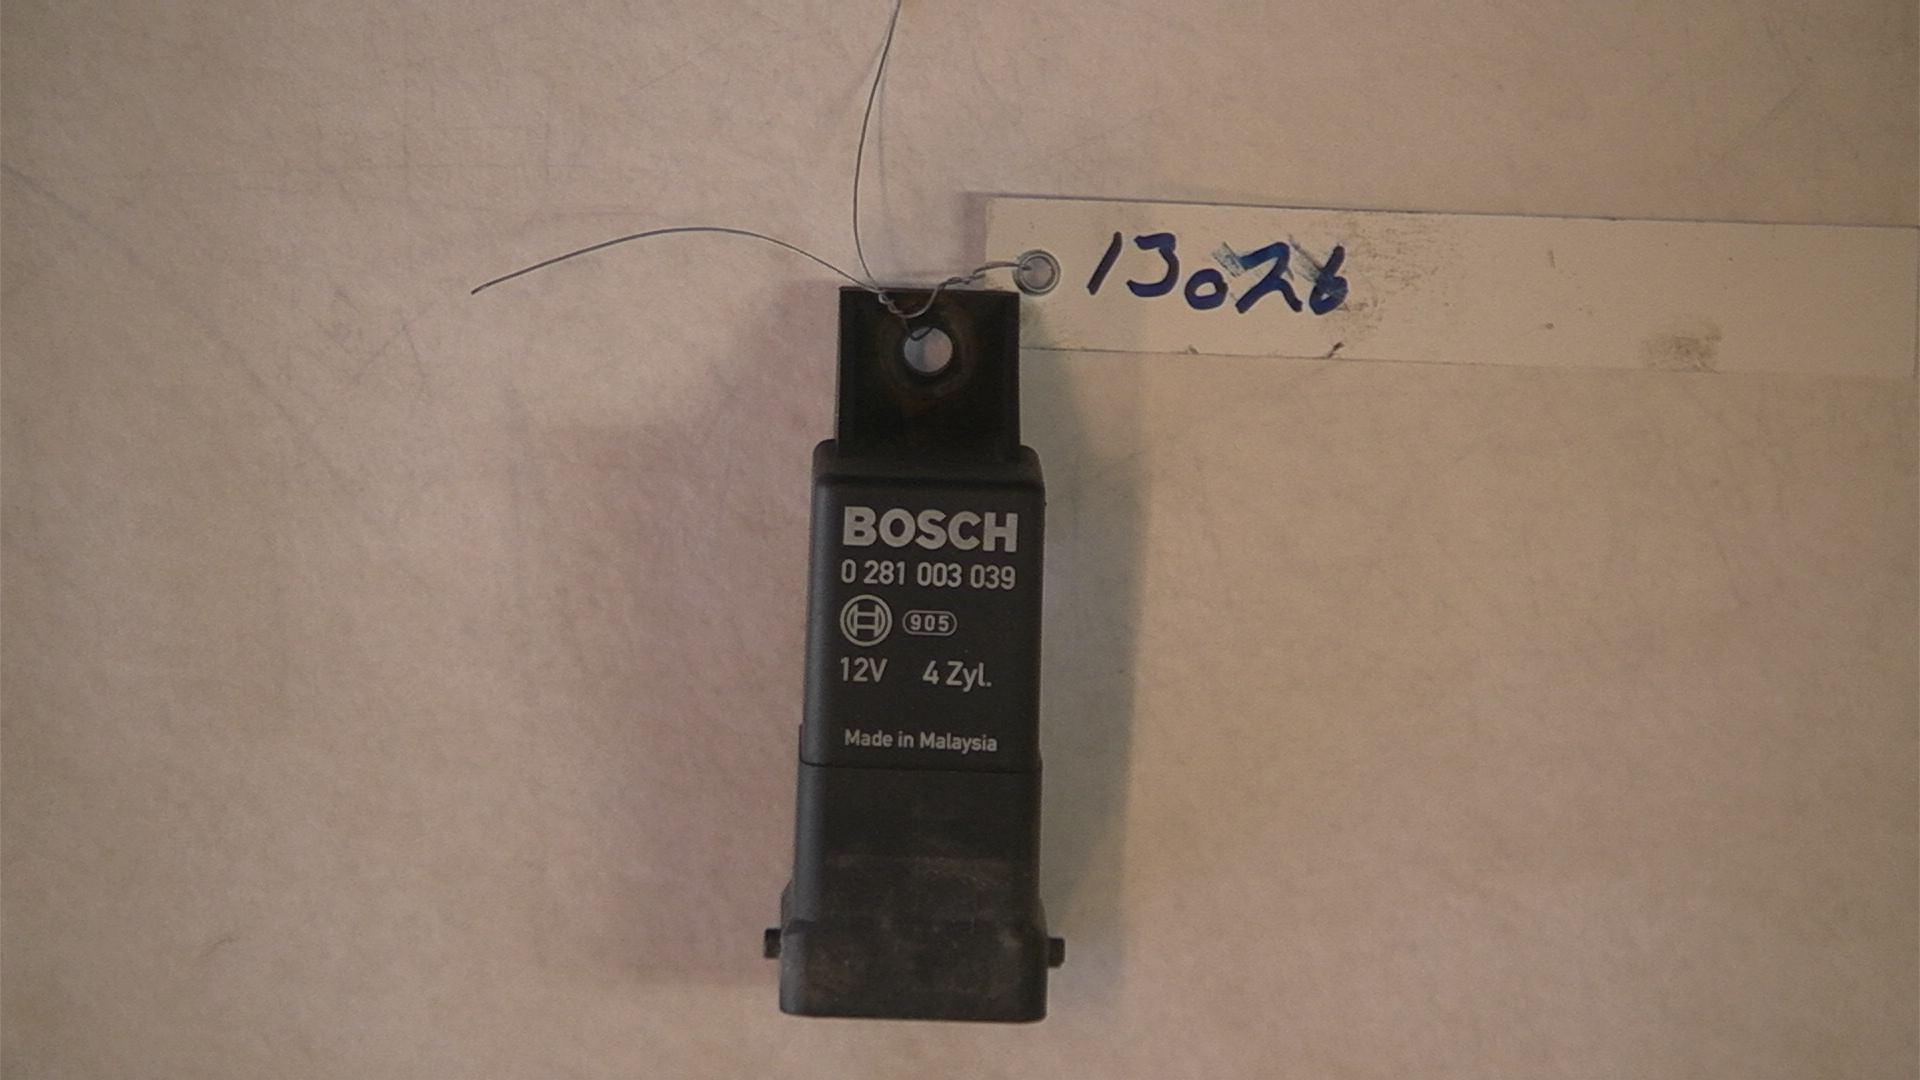 13026
BOSCH
0 281 003 039
905
12V 4 Zyl.
Made in Malaysia